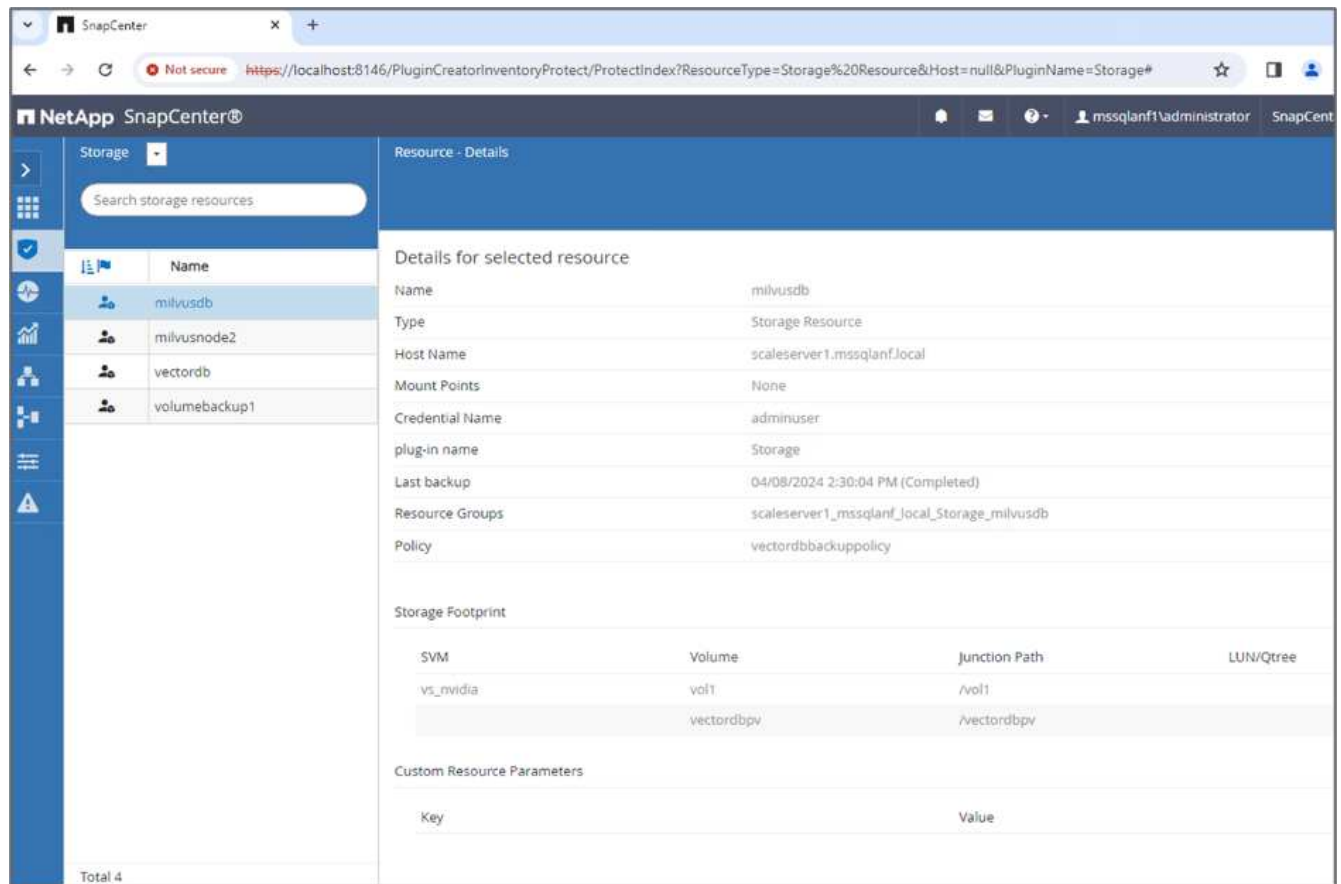 SnapCenter
Not secure https://localhost:8146/PluginCreatorInventoryProtect/ProtectIndex?ResourceType=Storage%20Resource&Host=null&PluginName=Storage#
NetApp SnapCenter® mssqlanf1\administrator SnapCent
Storage Resource - Details
Search storage resources
Name
milvusdb
milvusnode2
vectordb
volumebackup1
Total 4
Details for selected resource
Name milvusdb
Type Storage Resource
Host Name scaleserver1.mssqlanf.local
Mount Points None
Credential Name adminuser
plug-in name Storage
Last backup 04/08/2024 2:30:04 PM (Completed)
Resource Groups scaleserver1_mssqlanf_local_Storage_milvusdb
Policy vectordbbackuppolicy
Storage Footprint
SVM Volume Junction Path LUN/Qtree
vs_nvidia vol1 /vol1
vectordbpv /vectordbpv
Custom Resource Parameters
Key Value